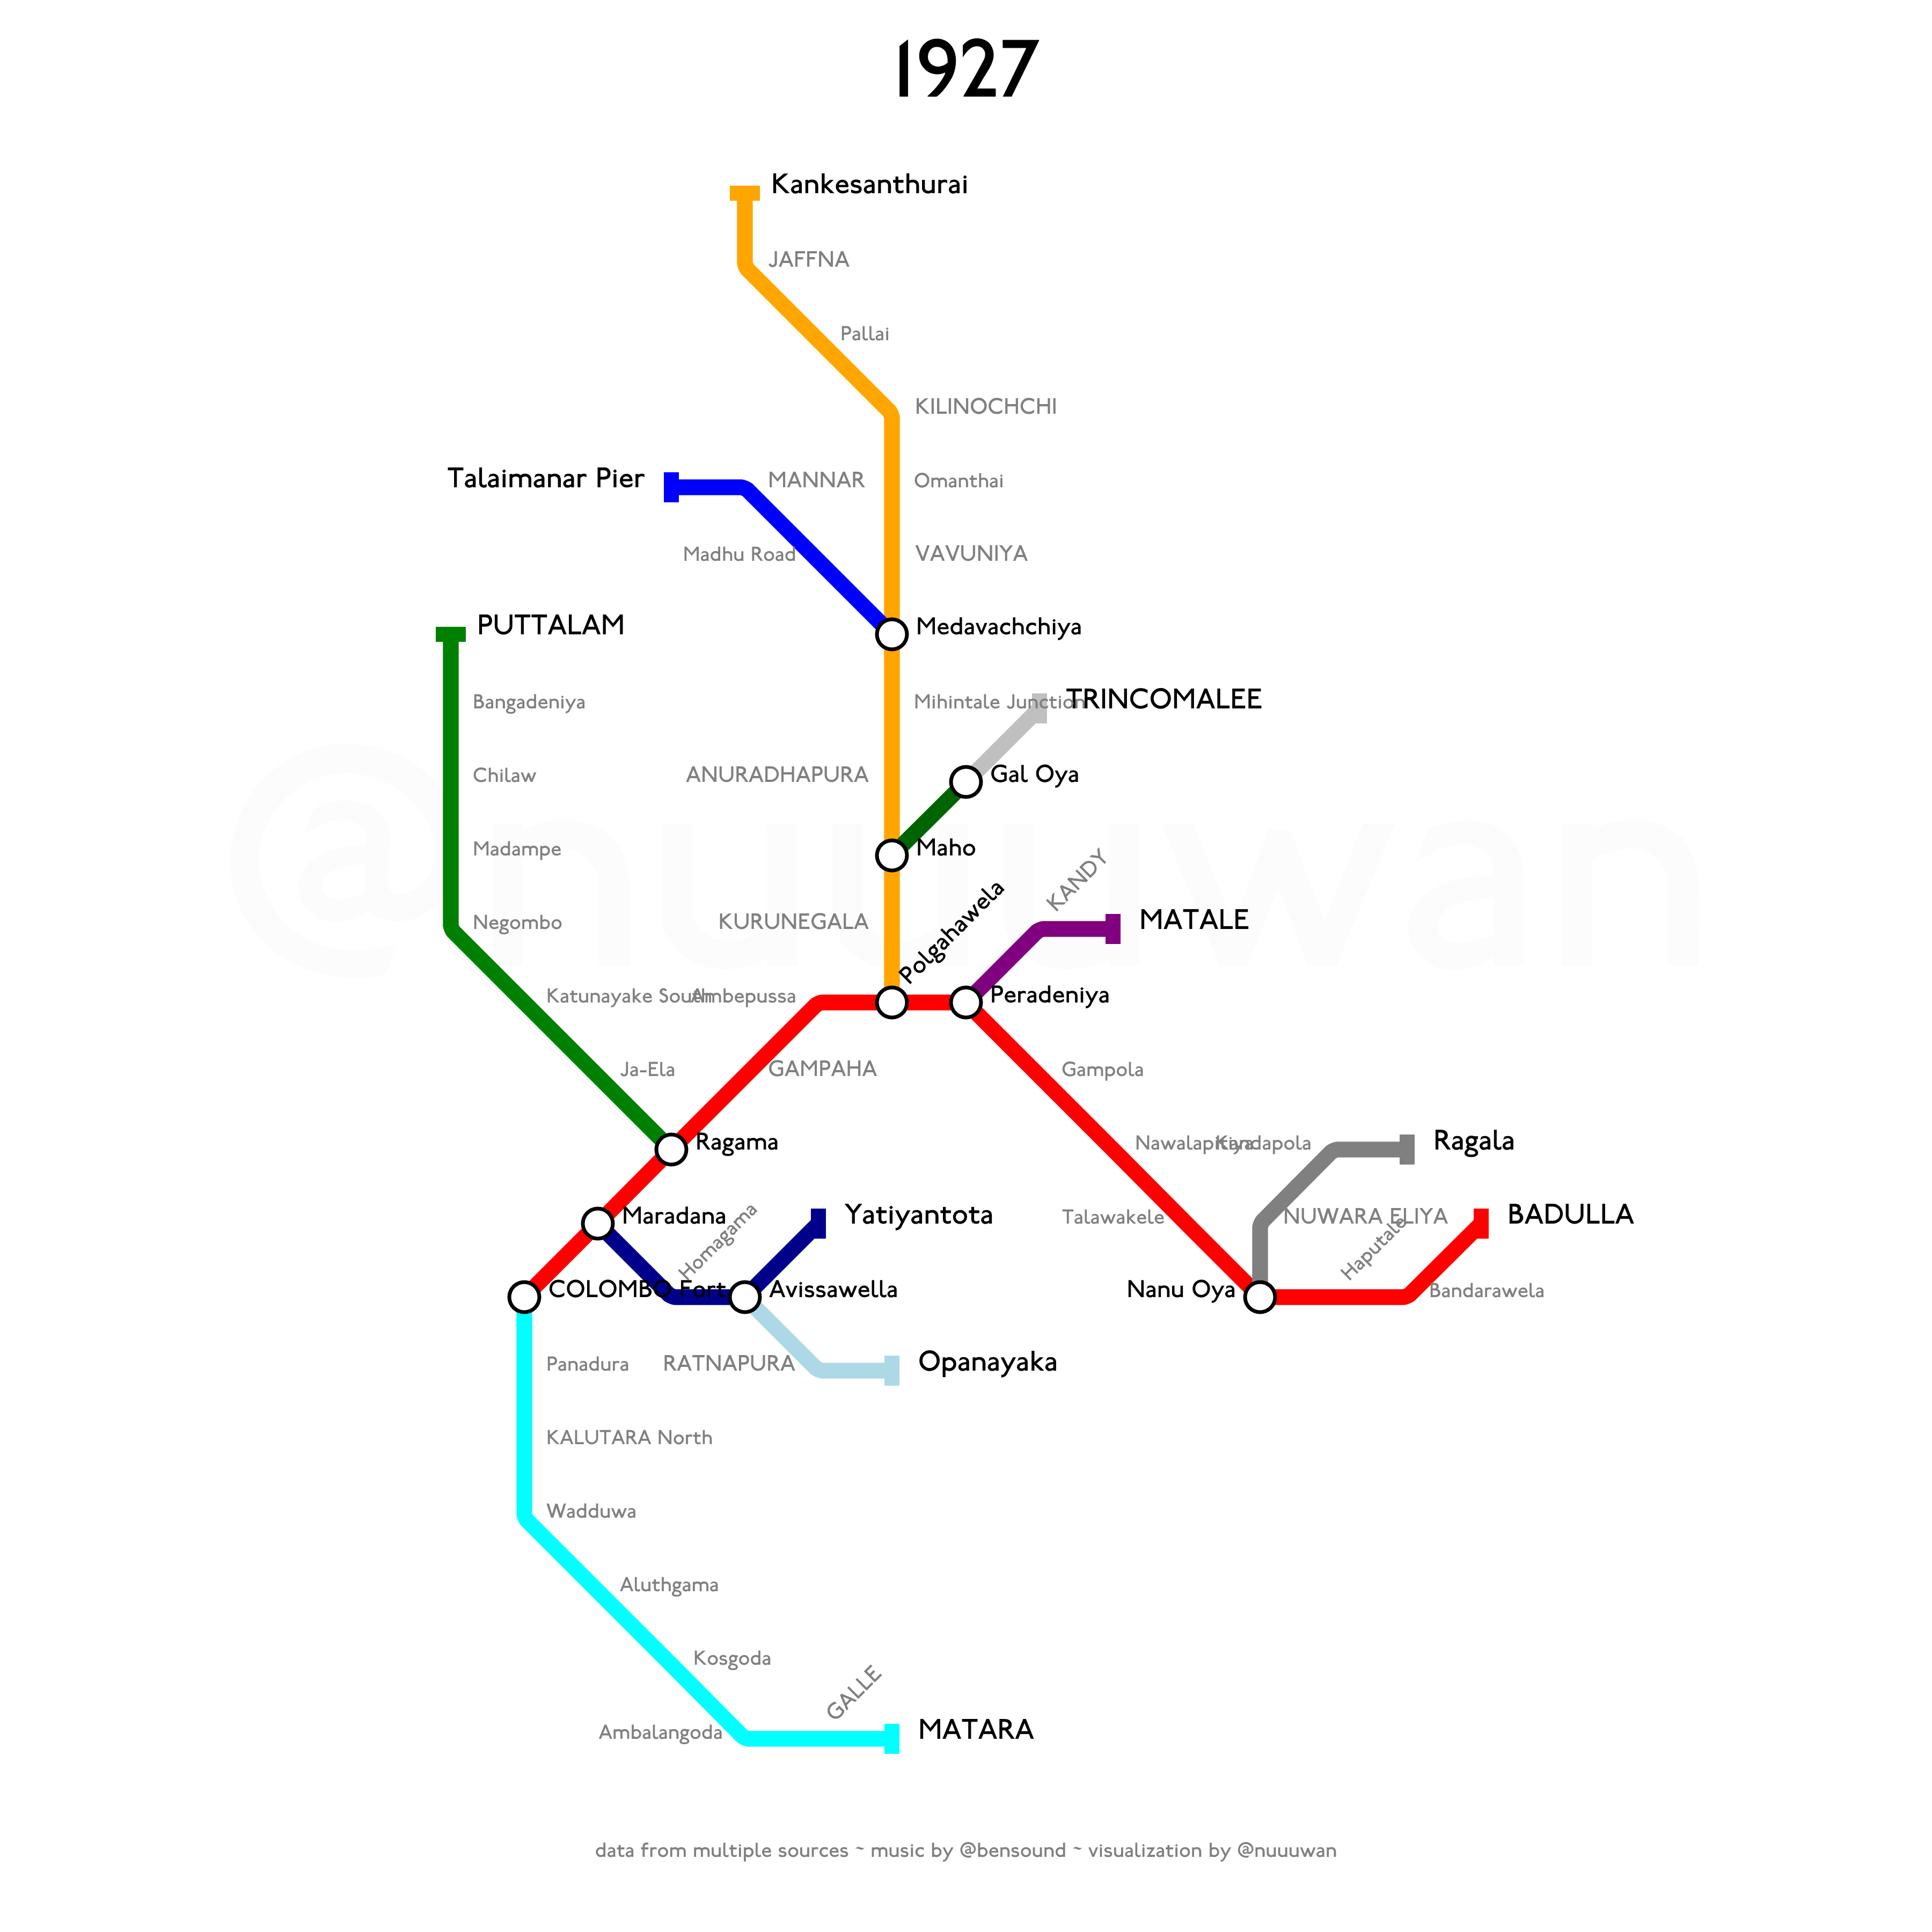 1927
Kankesanthurai
JAFFNA
Pallai
KILINOCHCHI
Talaimanar Pier
MANNAR
Omanthai
Madhu Road
VAVUNIYA
PUTTALAM
Medavachchiya
Bangadeniya
Mihintale Junction
TRINCOMALEE
Chilaw
ANURADHAPURA
Gal Oya
@nuuuwan
Madampe
Maho
KANDY
Negombo
KURUNEGALA
Polgahawela
MATALE
Katunayake South
Ambepussa
Peradeniya
Ja-Ela
GAMPAHA
Gampola
Ragama
Nawalapitiya
Kandapola
Ragala
Maradana
Homagama
Yatiyantota
Talawakele
NUWARA ELIYA
Haputale
BADULLA
COLOMBO Fort
Avissawella
Nanu Oya
Bandarawela
Panadura
RATNAPURA
Opanayaka
KALUTARA North
Wadduwa
Aluthgama
Kosgoda
GALLE
Ambalangoda
MATARA
data from multiple sources ~ music by @bensound ~ visualization by @nuuuwan